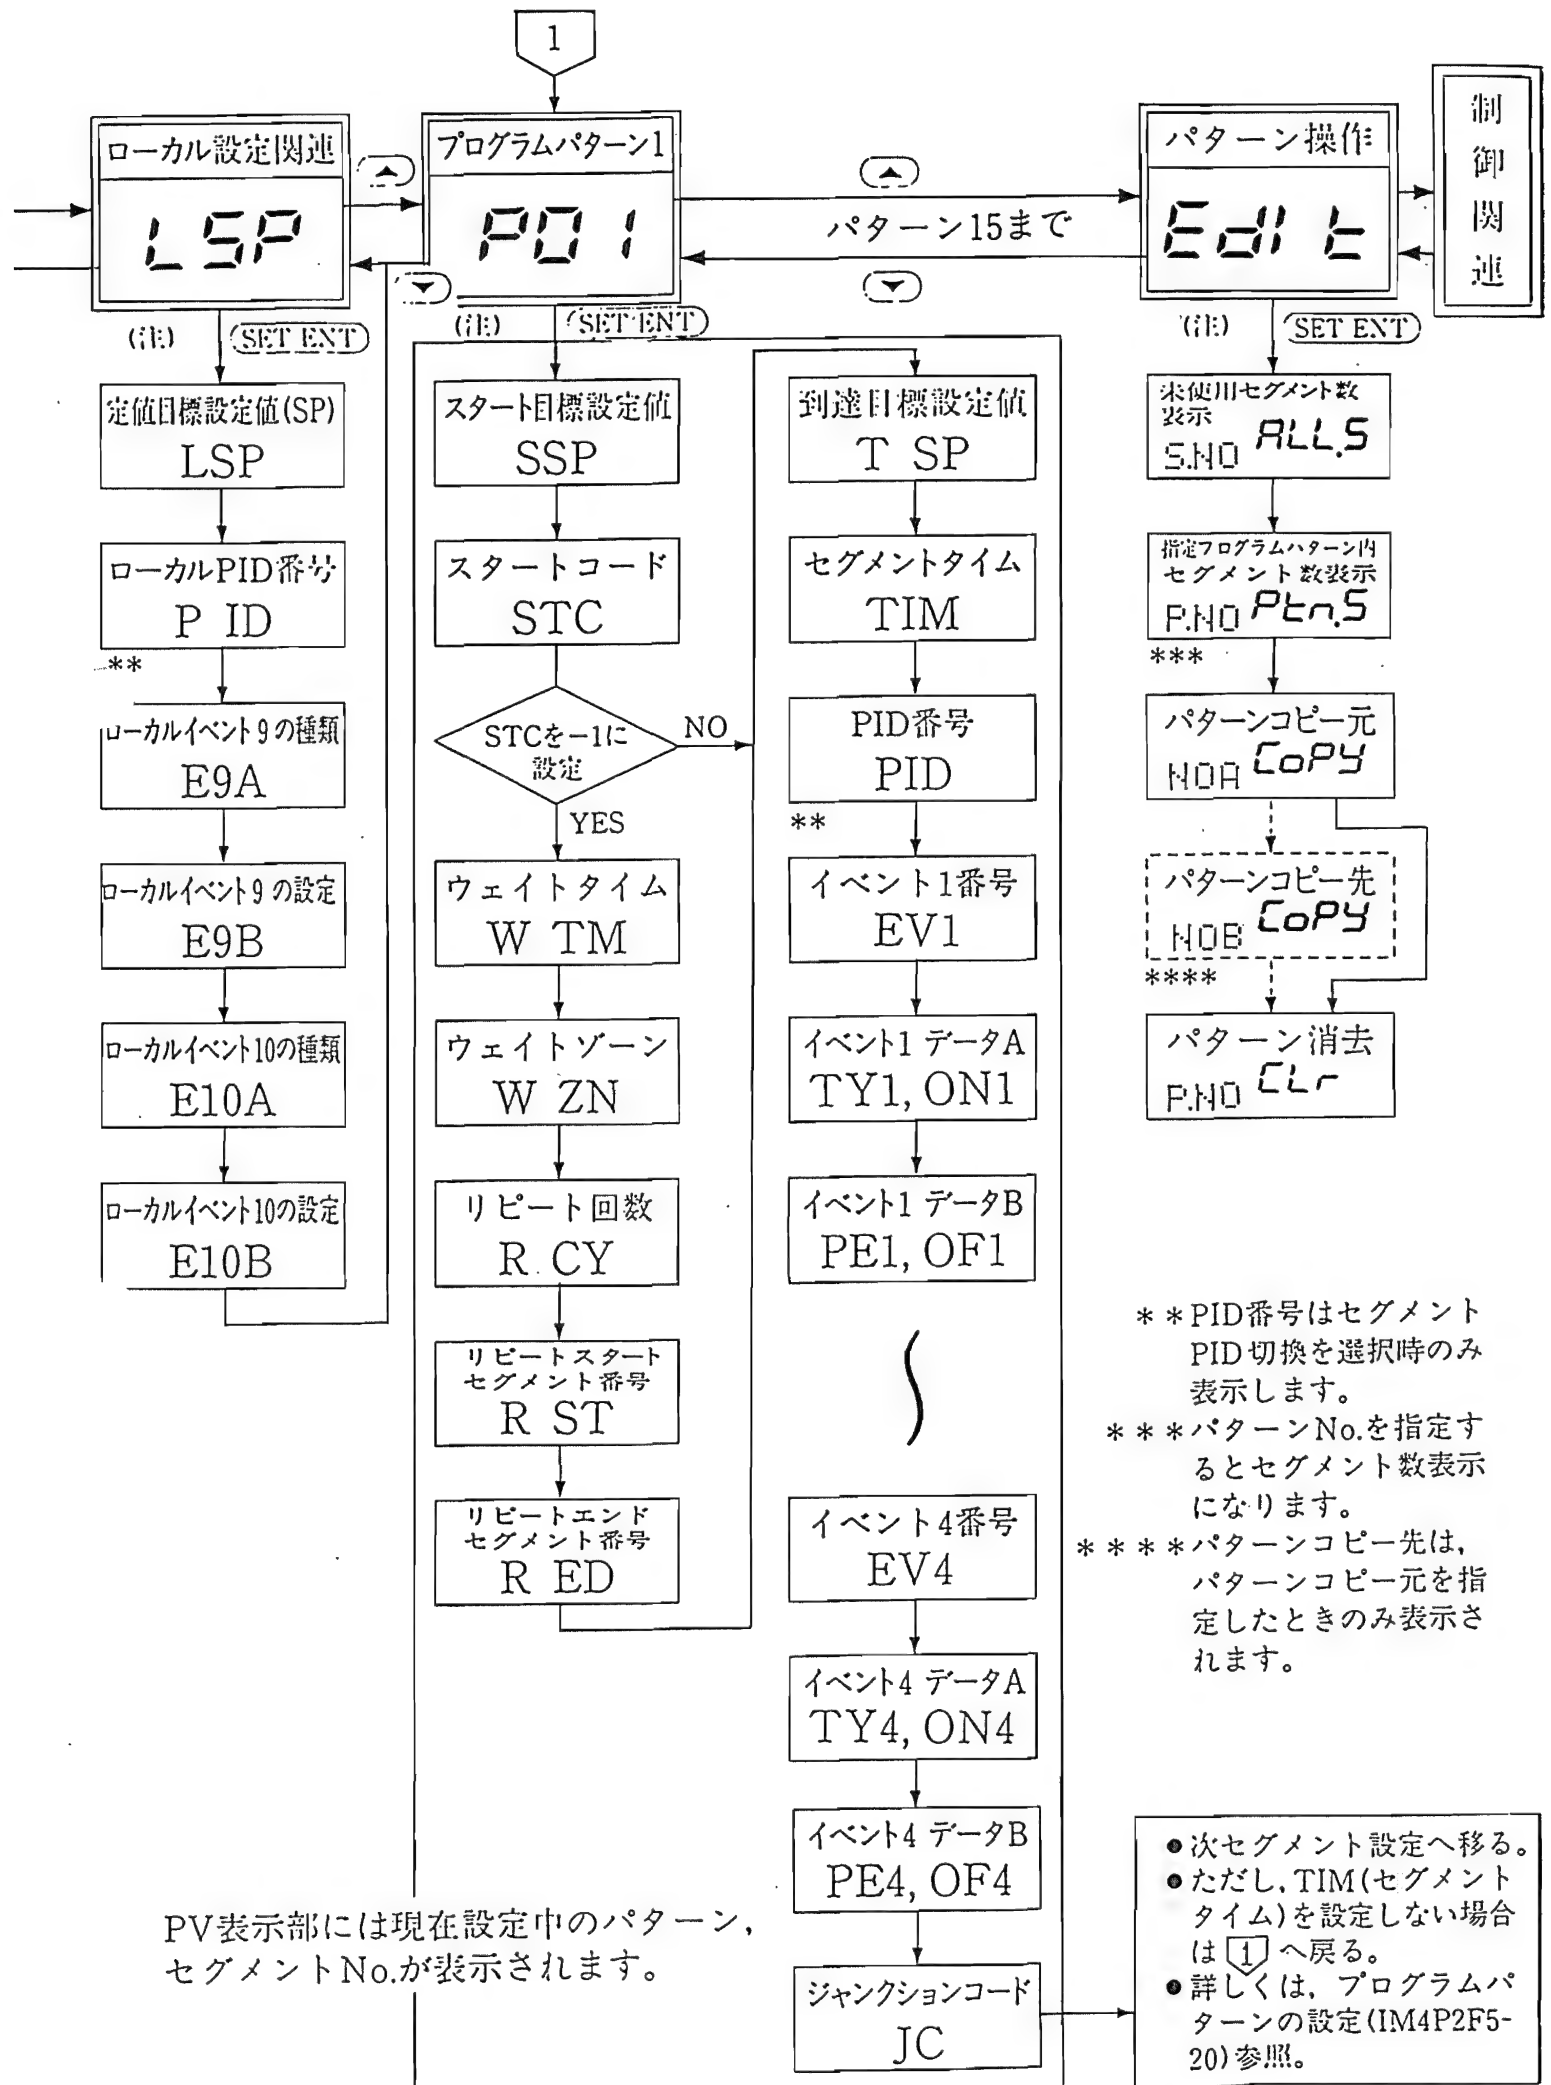 1
ローカル設定関連
LSP
プログラムパターン1
P01
パターン15まで
パターン操作
Edit
制御関連
(注)
SET ENT
(注)
SET ENT
(注)
SET ENT
定値目標設定値(SP)
LSP
ローカルPID番号
P ID
**
ローカルイベント9の種類
E9A
ローカルイベント9の設定
E9B
ローカルイベント10の種類
E10A
ローカルイベント10の設定
E10B
スタート目標設定値
SSP
スタートコード
STC
STCを−1に
設定
NO
YES
ウェイトタイム
W TM
ウェイトゾーン
W ZN
リピート回数
R CY
リピートスタート
セグメント番号
R ST
リピートエンド
セグメント番号
R ED
到達目標設定値
T SP
セグメントタイム
TIM
PID番号
PID
**
イベント1番号
EV1
イベント1 データA
TY1, ON1
イベント1 データB
PE1, OF1
イベント4番号
EV4
イベント4 データA
TY4, ON4
イベント4 データB
PE4, OF4
ジャンクションコード
JC
未使用セグメント数
表示
S.NO ALL.S
指定プログラムパターン内
セグメント数表示
P.NO Ptn.S
***
パターンコピー元
NOA CoPY
パターンコピー先
NOB CoPY
****
パターン消去
P.NO CLr
**PID番号はセグメント
PID切換を選択時のみ
表示します。
***パターンNo.を指定す
るとセグメント数表示
になります。
****パターンコピー先は,
パターンコピー元を指
定したときのみ表示さ
れます。
●次セグメント設定へ移る。
●ただし,TIM(セグメント
タイム)を設定しない場合
は1へ戻る。
●詳しくは,プログラムパ
ターンの設定(IM4P2F5-
20)参照。
PV表示部には現在設定中のパターン,
セグメントNo.が表示されます。